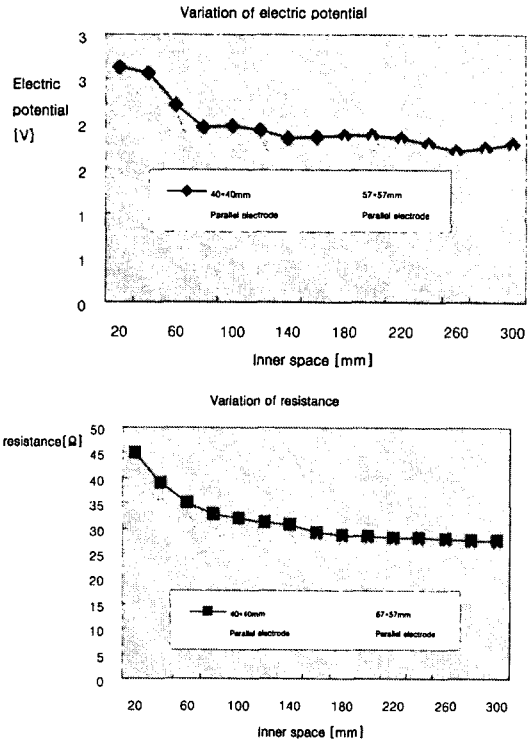 Variation of electric potential
3
3
Electric
potential
[V]
2
2
1
1
0
40*40mm 57*57mm
Parallel electrode Parallel electrode
20 60 100 140 180 220 260 300
Inner space [mm]
Variation of resistance
resistance[Ω]
50
45
40
35
30
25
20
15
10
5
0
40*40mm 57*57mm
Parallel electrode Parallel electrode
20 60 100 140 180 220 260 300
Inner space [mm]